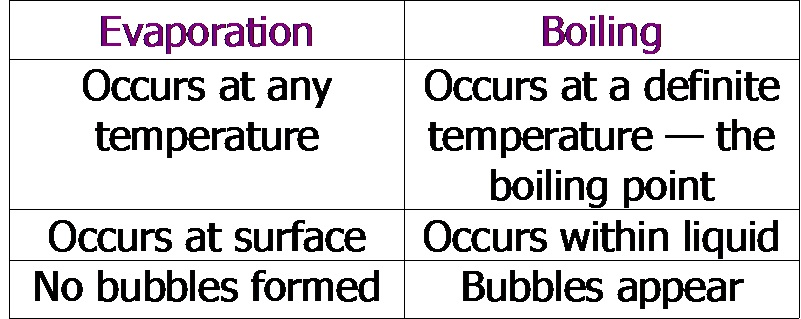 Evaporation
Boiling
Occurs at any
temperature
Occurs at a definite
temperature — the
boiling point
Occurs at surface
Occurs within liquid
No bubbles formed
Bubbles appear